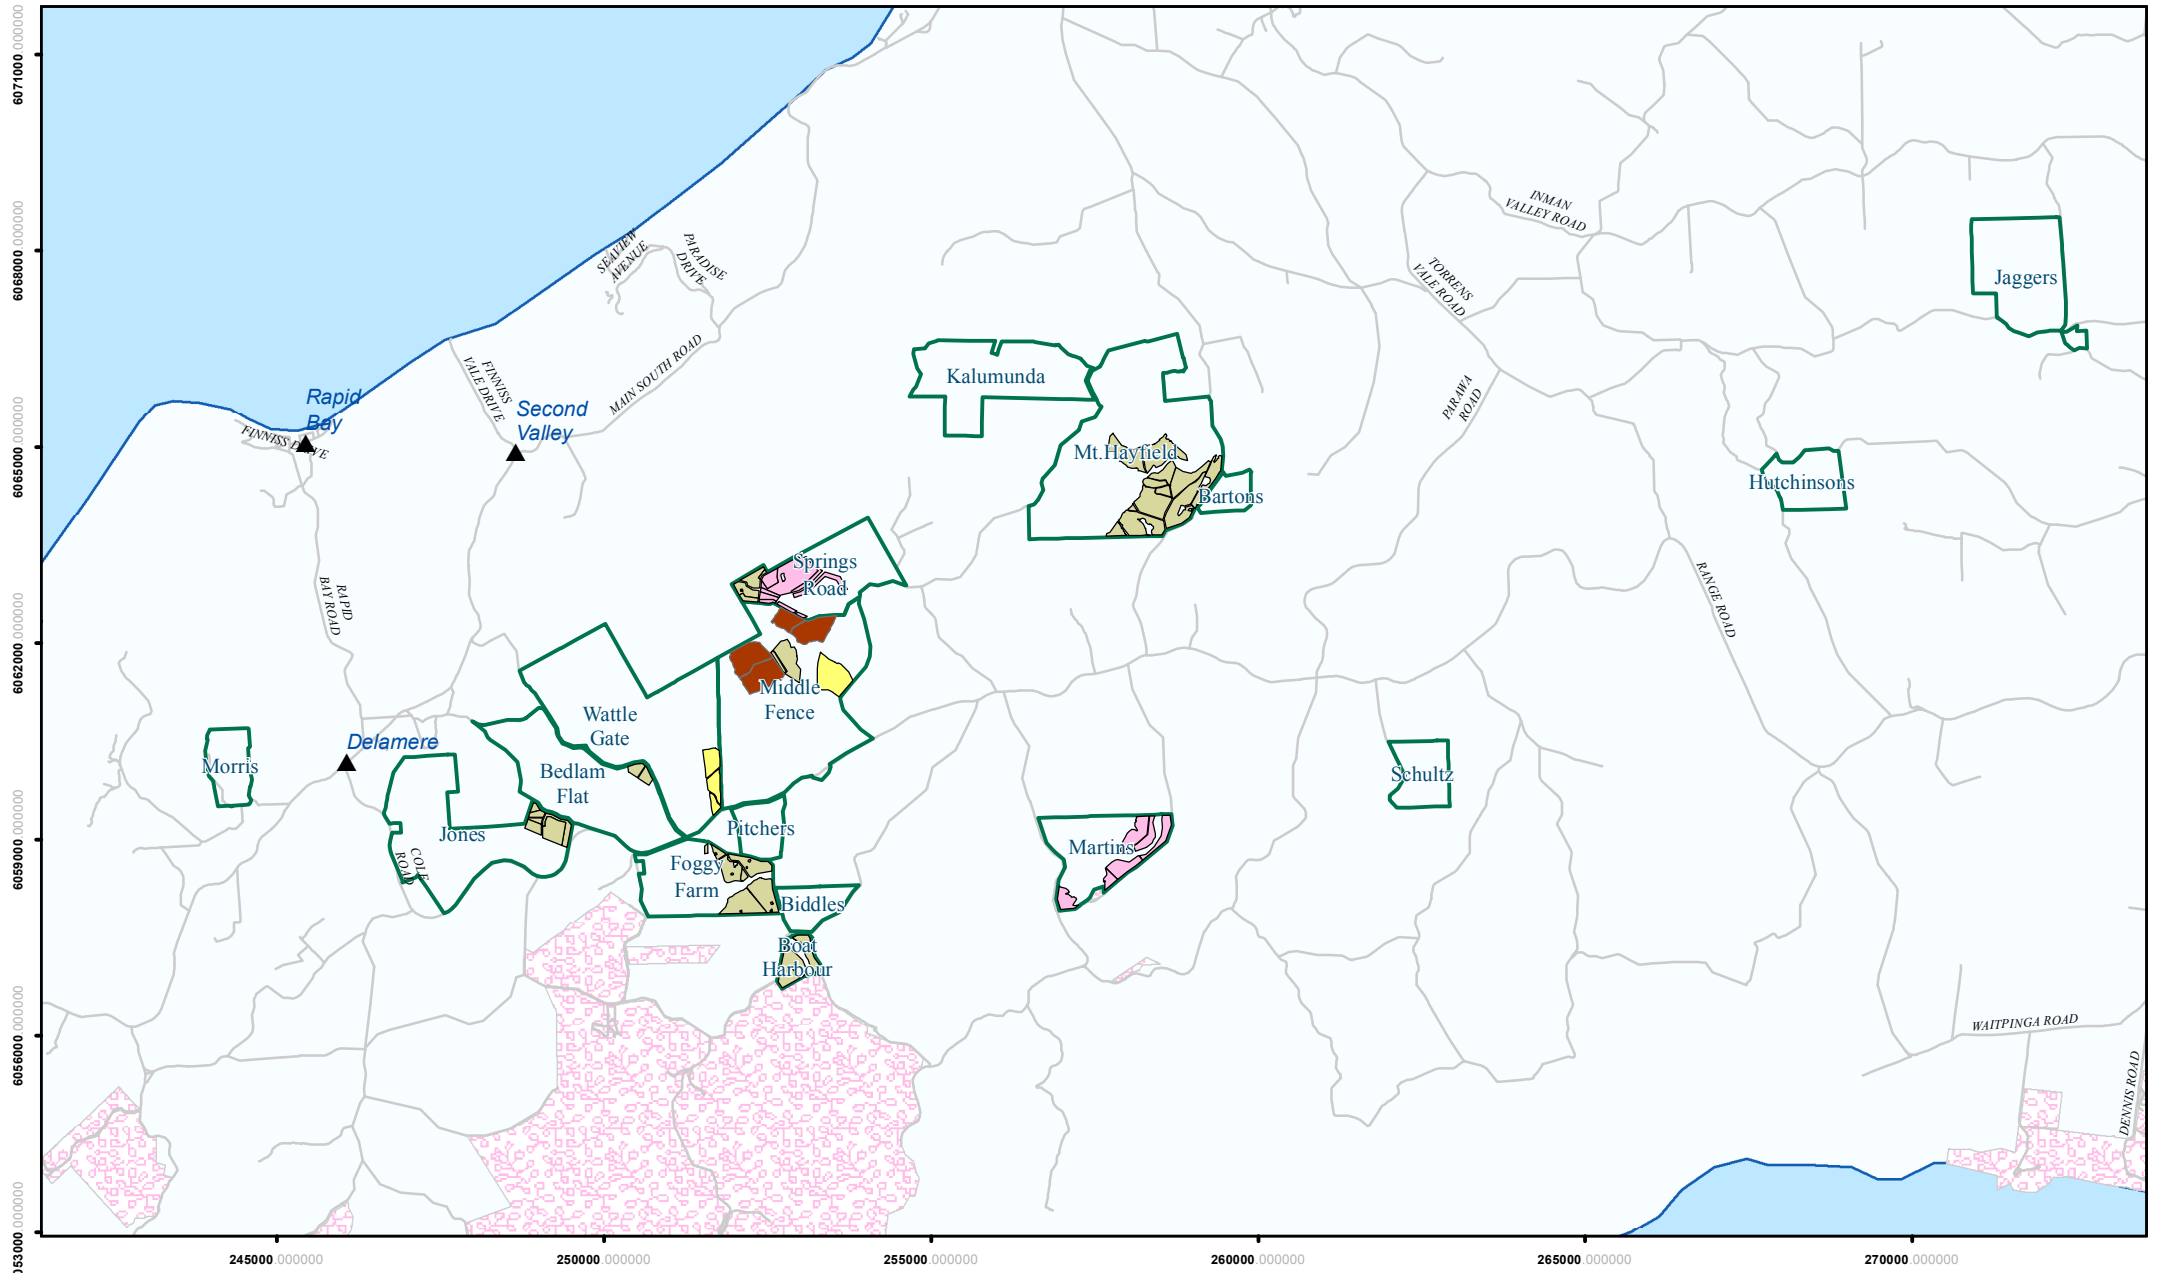 6071000.000000
6068000.000000
6065000.000000
6062000.000000
6059000.000000
6056000.000000
053000.000000
INMAN
VALLEY ROAD
SEAVIEW
AVENUE
PARADISE
DRIVE
TORRENS
VALE ROAD
Jaggers
MAIN SOUTH ROAD
FINNISS
VALE DRIVE
Kalumunda
PARAWA
ROAD
Rapid
Bay
Second
Valley
FINNISS DRIVE
Mt.Hayfield
Bartons
Hutchinsons
Springs
Road
RAPID
BAY ROAD
RANGE ROAD
Middle
Fence
Wattle
Gate
Delamere
Morris
Bedlam
Flat
Schultz
Jones
Pitchers
Martins
COLE
ROAD
Foggy
Farm
Biddles
Boat
Harbour
WAITPINGA ROAD
DENNIS ROAD
245000.000000
250000.000000
255000.000000
260000.000000
265000.000000
270000.000000